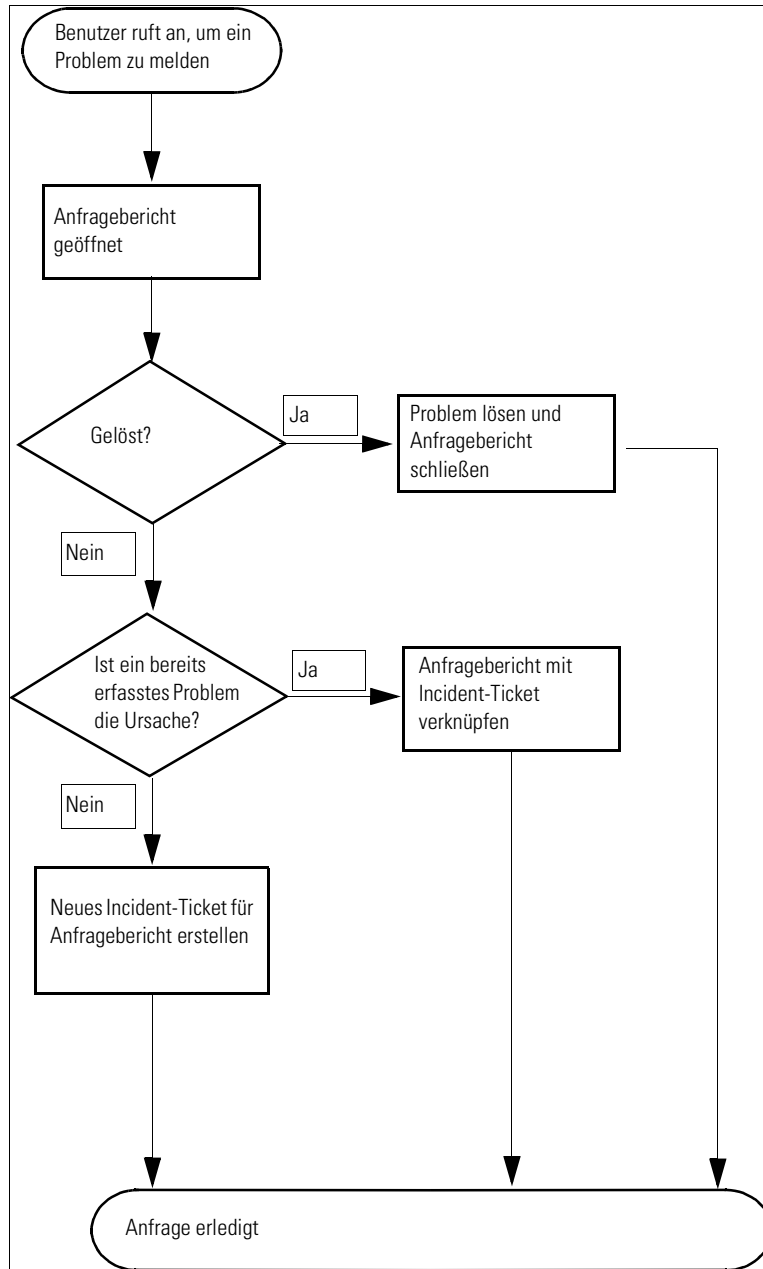 Benutzer ruft an, um ein
Problem zu melden
Anfragebericht
geöffnet
Gelöst?
Ja
Problem lösen und
Anfragebericht
schließen
Nein
Ist ein bereits
erfasstes Problem
die Ursache?
Ja
Anfragebericht mit
Incident-Ticket
verknüpfen
Nein
Neues Incident-Ticket für
Anfragebericht erstellen
Anfrage erledigt